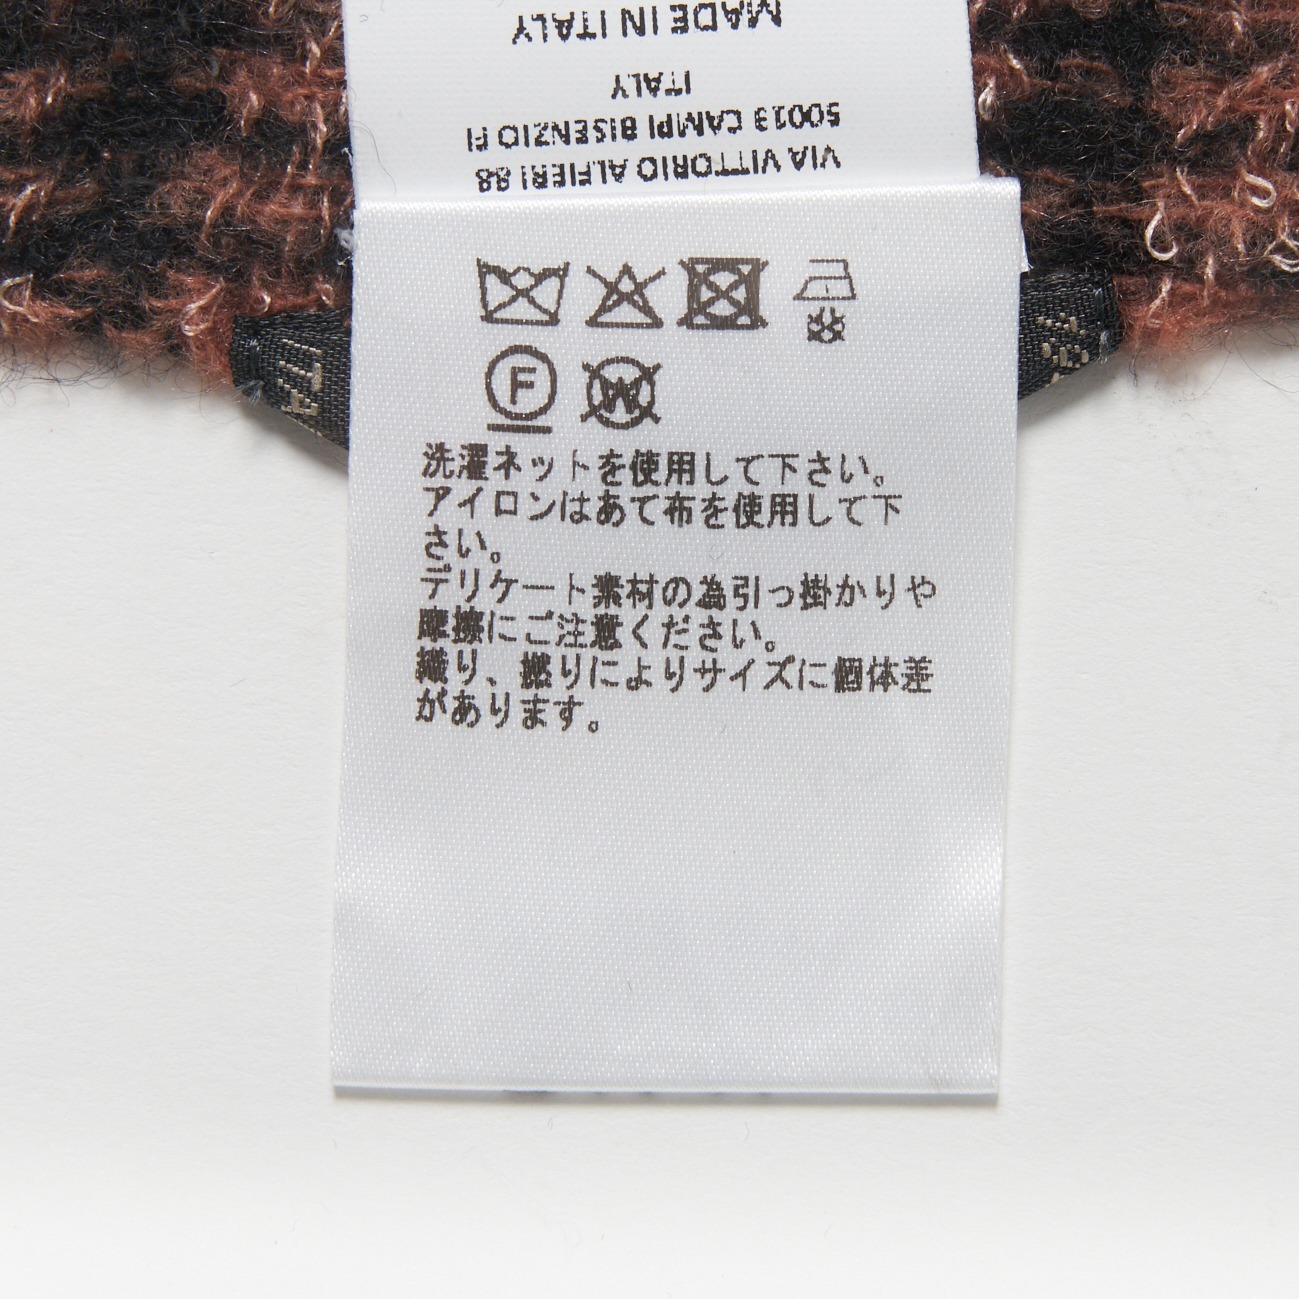 MADE IN ITALY
ITALY
50013 CAMPI BISENZIO FI
VIA VITTORIO ALFIERI 88
F
W
洗濯ネットを使用して下さい。
アイロンはあて布を使用して下
さい。
デリケート素材の為引っ掛かりや
摩擦にご注意ください。
織り、撚りによりサイズに個体差
があります。